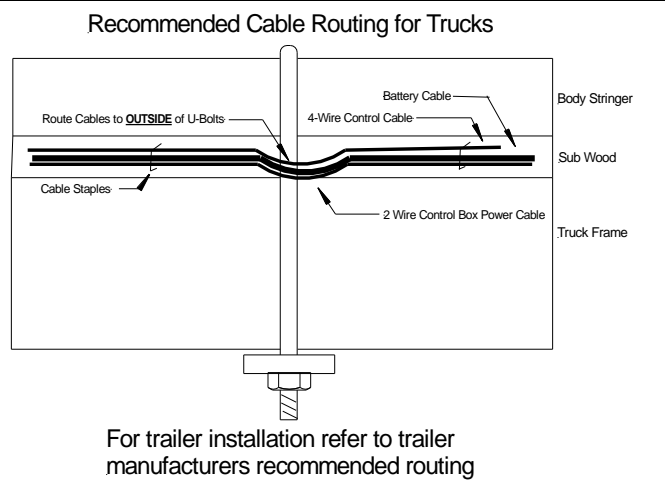 Recommended Cable Routing for Trucks
Battery Cable
Body Stringer
Route Cables to OUTSIDE of U-Bolts
4-Wire Control Cable
Sub Wood
Cable Staples
2 Wire Control Box Power Cable
Truck Frame
For trailer installation refer to trailer
manufacturers recommended routing